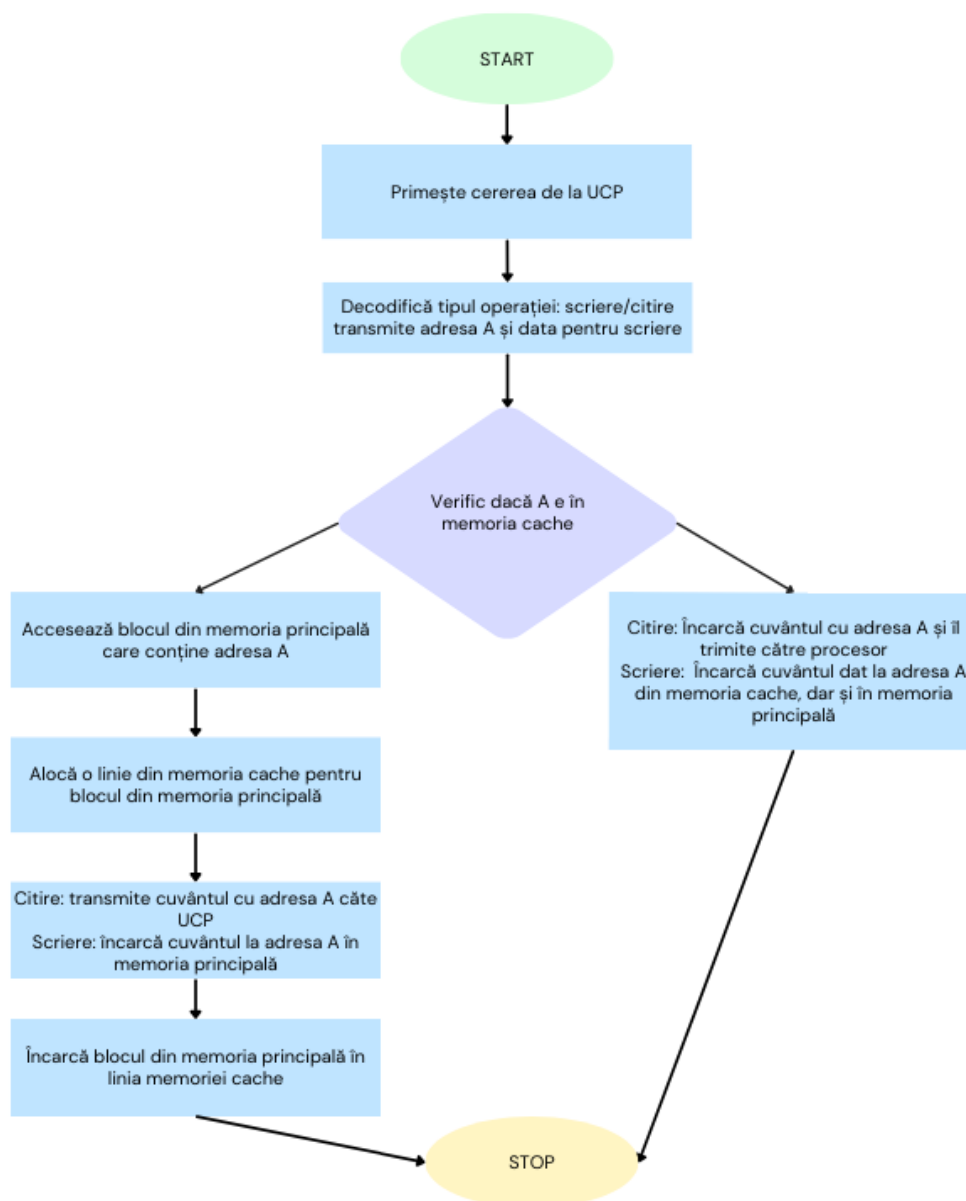 START
Primește cererea de la UCP
Decodifică tipul operației: scriere/citire
transmite adresa A și data pentru scriere
Verific dacă A e în
memoria cache
Accesează blocul din memoria principală
care conține adresa A
Citire: Încarcă cuvântul cu adresa A și îl
trimite către procesor
Scriere: Încarcă cuvântul dat la adresa A
din memoria cache, dar și în memoria
principală
Alocă o linie din memoria cache pentru
blocul din memoria principală
Citire: transmite cuvântul cu adresa A căte
UCP
Scriere: încarcă cuvântul la adresa A în
memoria principală
Încarcă blocul din memoria principală în
linia memoriei cache
STOP